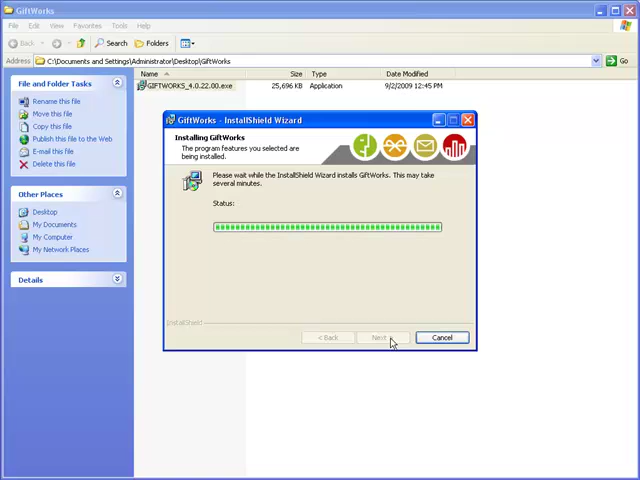 GiftWorks
File Edit View Favorites Tools Help
Back Search Folders
Address C:\Documents and Settings\Administrator\Desktop\GiftWorks Go
File and Folder Tasks
Rename this file
Move this file
Copy this file
Publish this file to the Web
E-mail this file
Delete this file
Other Places
Desktop
My Documents
My Computer
My Network Places
Details
Name Size Type Date Modified
GIFTWORKS_4.0.22.00.exe 25,696 KB Application 9/2/2009 12:45 PM
GiftWorks - InstallShield Wizard
Installing GiftWorks
The program features you selected are
being installed.
Please wait while the InstallShield Wizard installs GiftWorks. This may take
several minutes.
Status:
InstallShield
< Back Next > Cancel